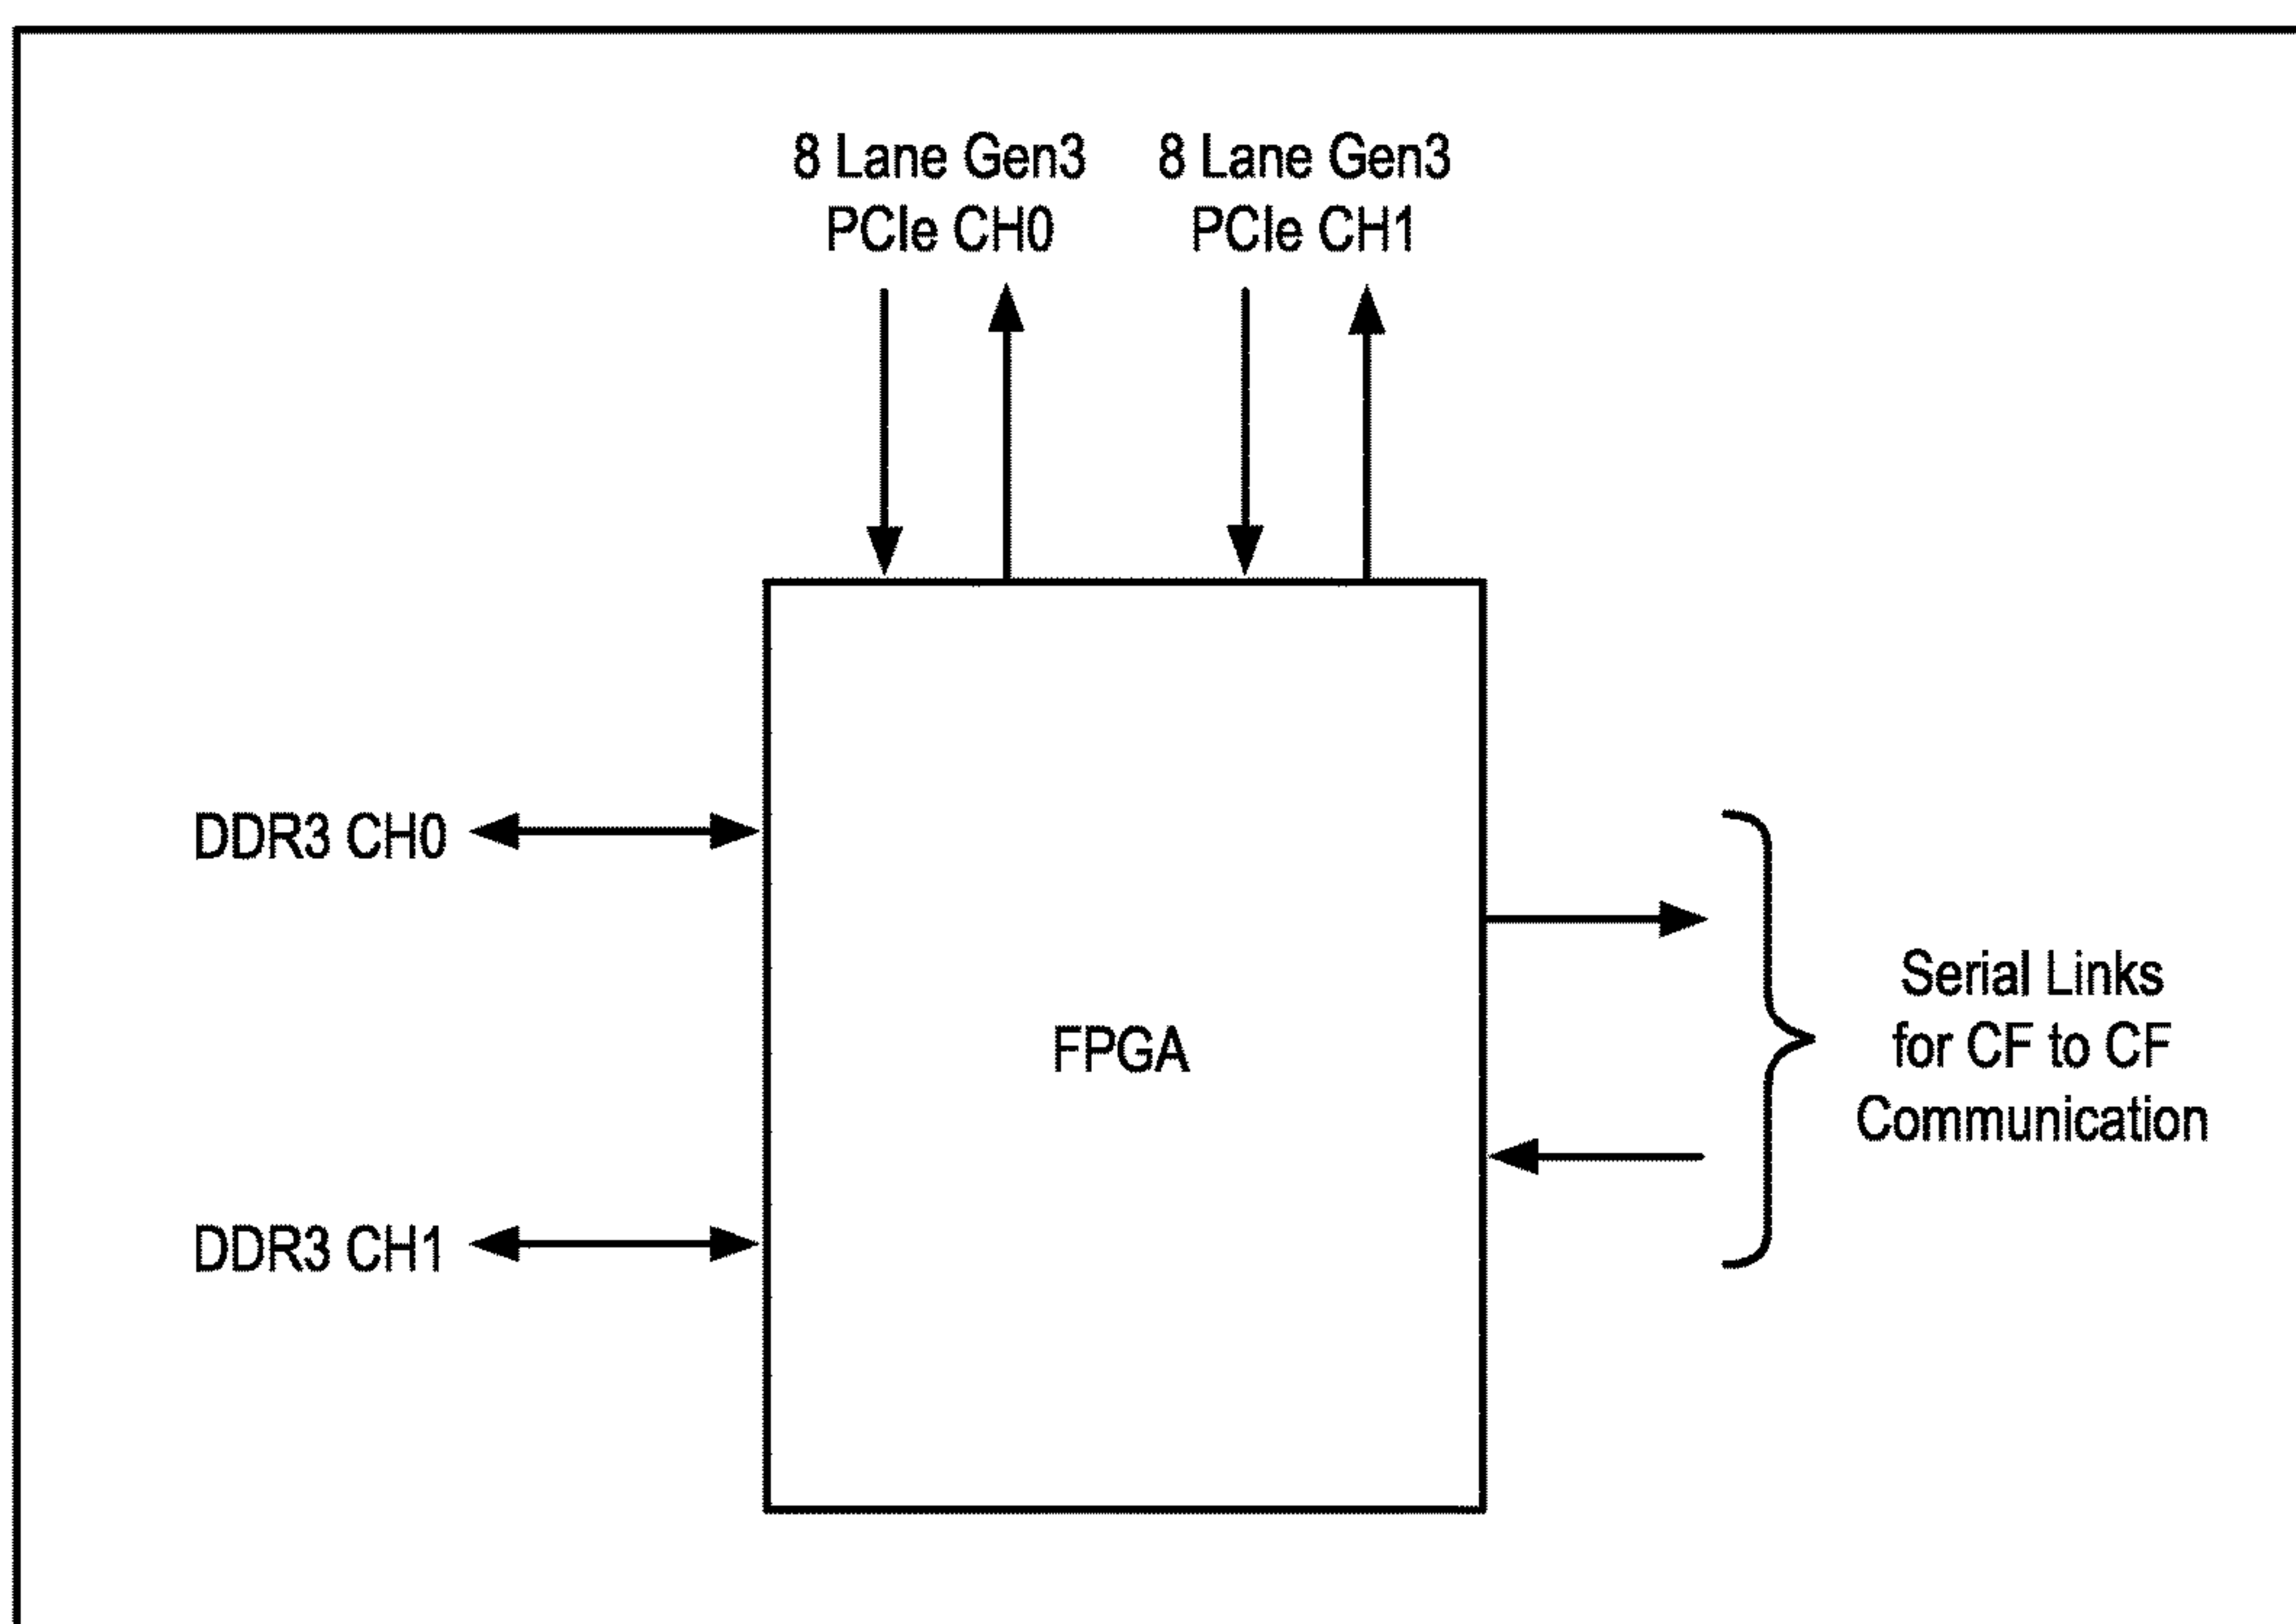 8 Lane Gen3
PCIe CH0
8 Lane Gen3
PCIe CH1
DDR3 CH0
FPGA
Serial Links
for CF to CF
Communication
DDR3 CH1